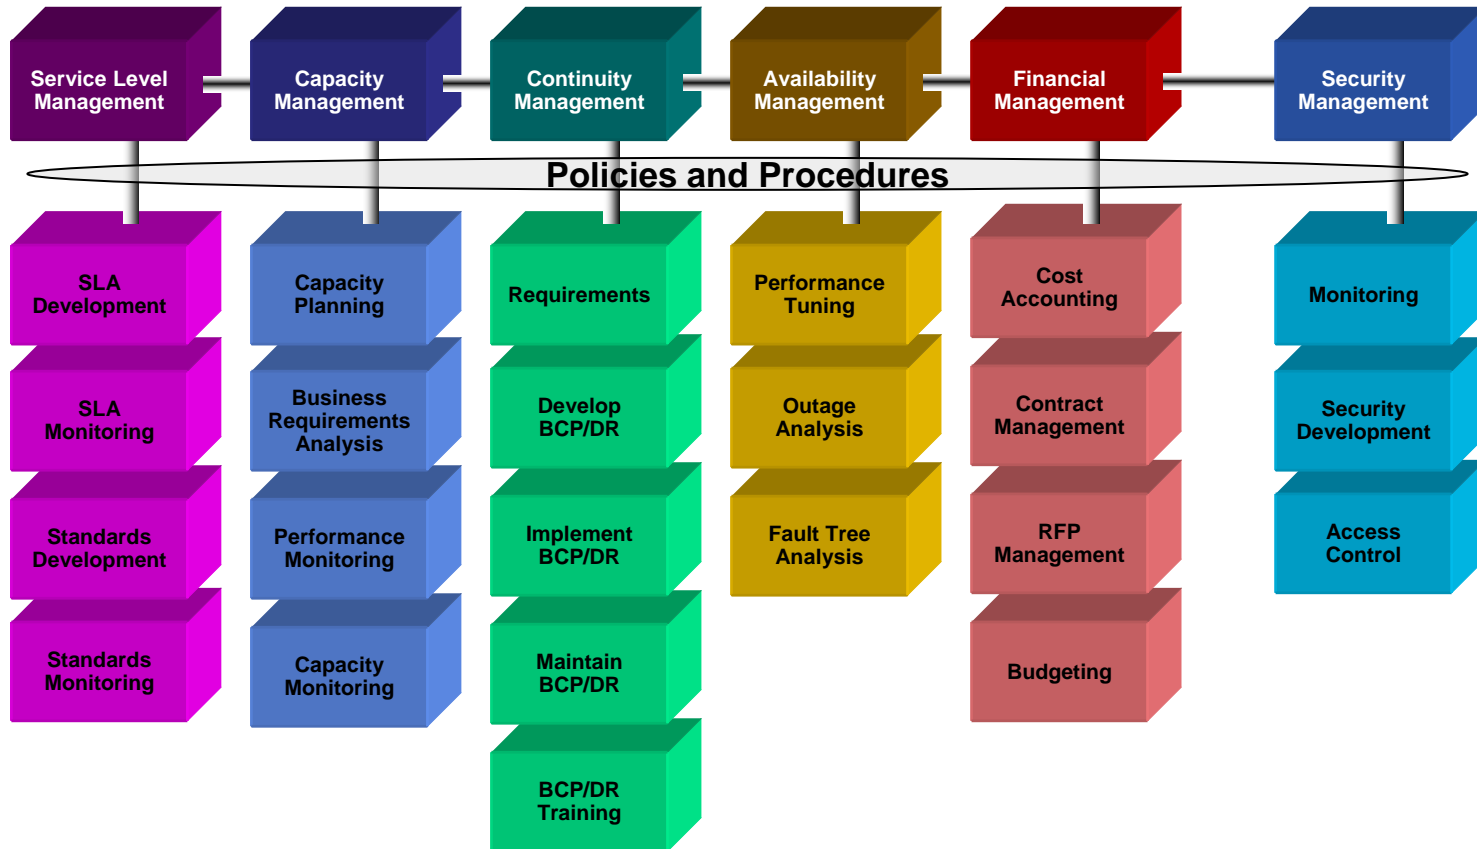 Service Level
Management
Capacity
Management
Continuity
Management
Availability
Management
Financial
Management
Security
Management
Policies and Procedures
SLA
Development
Capacity
Planning
Requirements
Performance
Tuning
Cost
Accounting
Monitoring
SLA
Monitoring
Business
Requirements
Analysis
Develop
BCP/DR
Outage
Analysis
Contract
Management
Security
Development
Standards
Development
Performance
Monitoring
Implement
BCP/DR
Fault Tree
Analysis
RFP
Management
Access
Control
Standards
Monitoring
Capacity
Monitoring
Maintain
BCP/DR
Budgeting
BCP/DR
Training